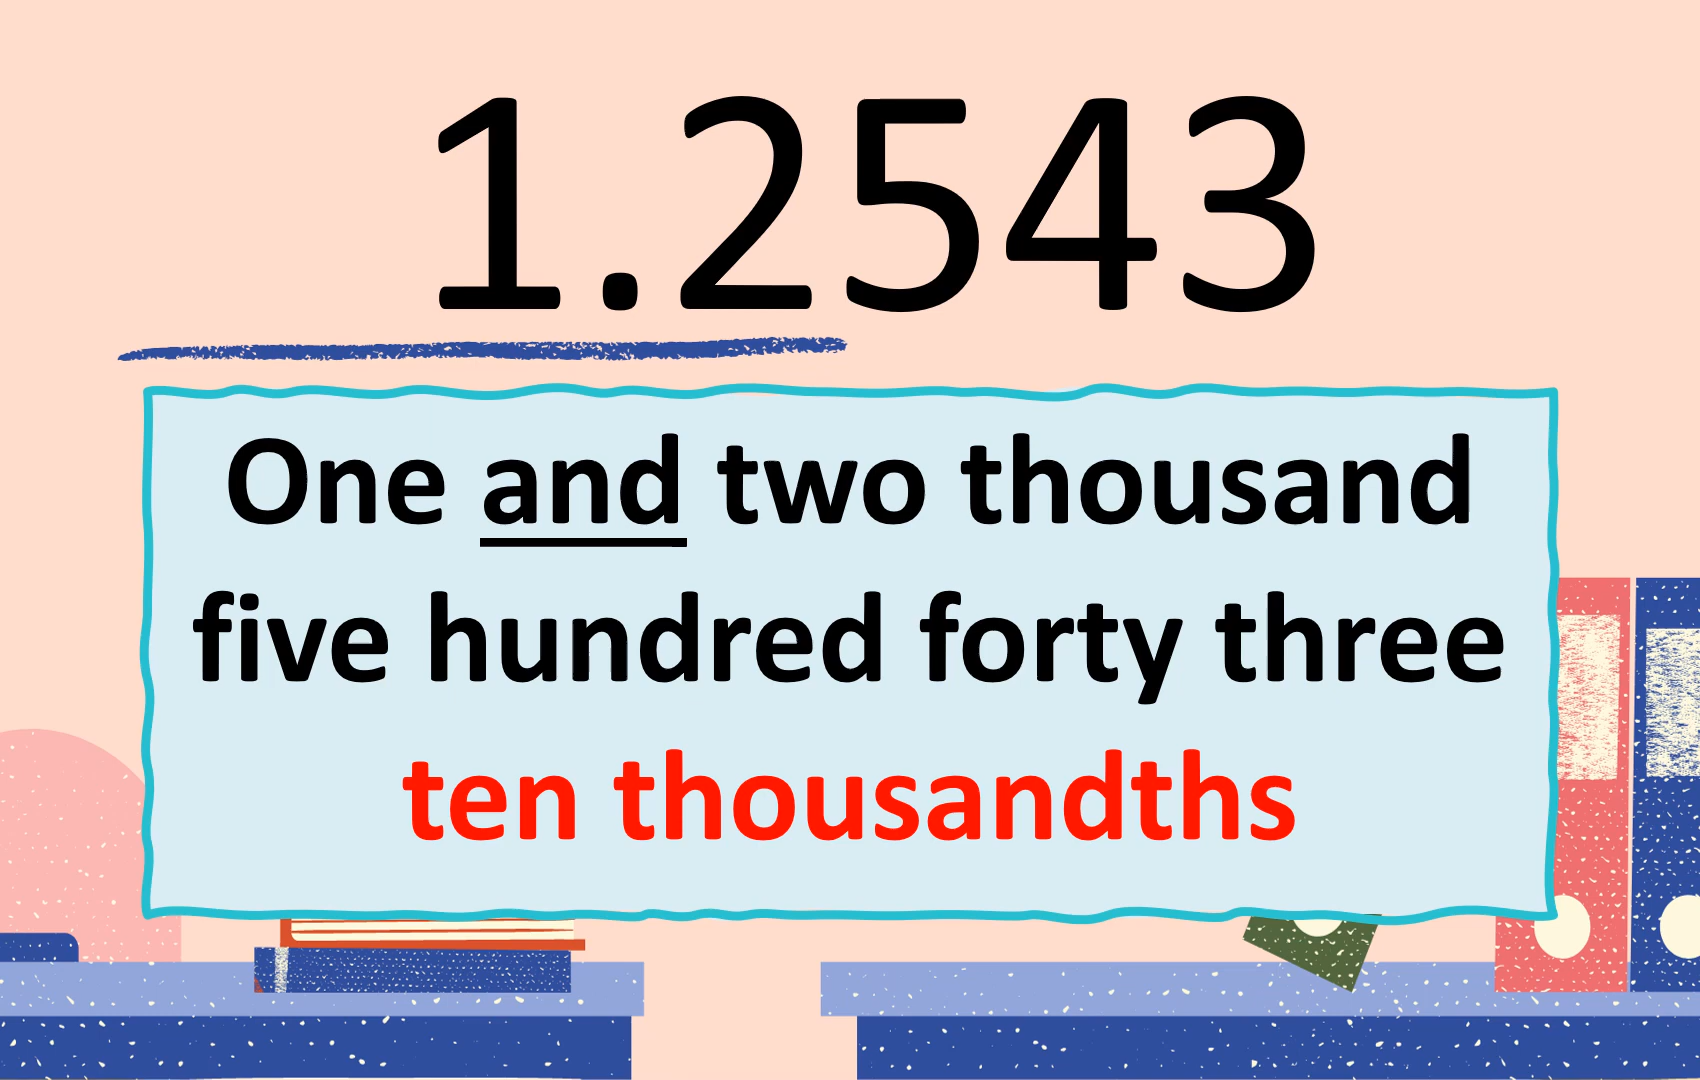 1.2543
One and two thousand
five hundred forty three
ten thousandths